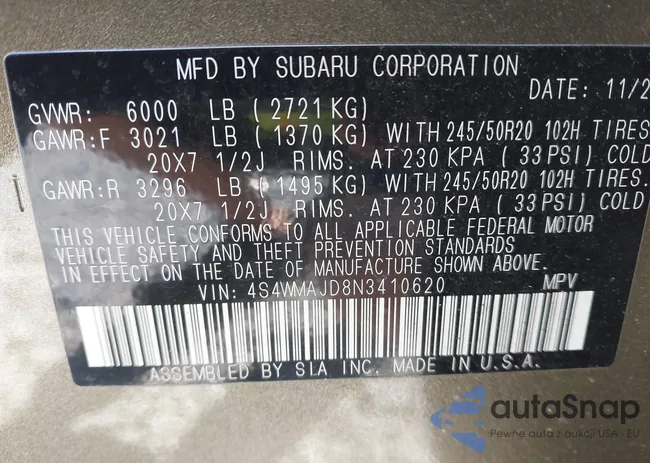 MFD BY SUBARU CORPORATION
DATE: 11/2
GVWR: 6000 LB (2721 KG)
GAWR:F 3021 LB (1370 KG) WITH 245/50R20 102H TIRES
20X7 1/2J RIMS. AT 230 KPA (33 PSI) COLD
GAWR:R 3296 LB (1495 KG) WITH 245/50R20 102H TIRES.
20X7 1/2J RIMS. AT 230 KPA (33 PSI) COLD
THIS VEHICLE CONFORMS TO ALL APPLICABLE FEDERAL MOTOR
VEHICLE SAFETY AND THEFT PREVENTION STANDARDS
IN EFFECT ON THE DATE OF MANUFACTURE SHOWN ABOVE.
VIN: 4S4WMAJD8N3410620 MPV
ASSEMBLED BY SIA INC. MADE IN U.S.A.
autaSnap
Pewne auta z aukcji USA i EU